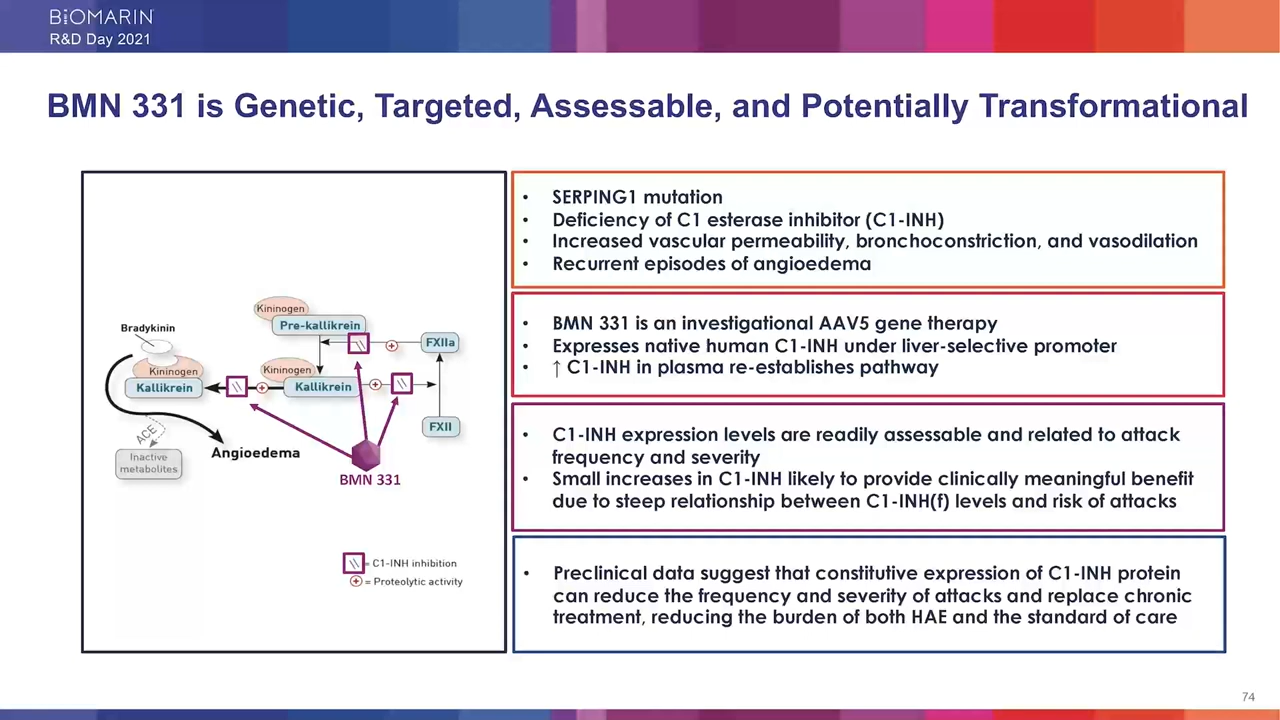 BIOMARIN
R&D Day 2021
BMN 331 is Genetic, Targeted, Assessable, and Potentially Transformational
Kininogen
Pre-kallikrein
Bradykinin
FXIIa
Kininogen
Kininogen
Kallikrein
Kallikrein
ACE
FXII
Inactive
metabolites
Angioedema
BMN 331
= C1-INH inhibition
= Proteolytic activity
• SERPING1 mutation
• Deficiency of C1 esterase inhibitor (C1-INH)
• Increased vascular permeability, bronchoconstriction, and vasodilation
• Recurrent episodes of angioedema
• BMN 331 is an investigational AAV5 gene therapy
• Expresses native human C1-INH under liver-selective promoter
• ↑ C1-INH in plasma re-establishes pathway
• C1-INH expression levels are readily assessable and related to attack
frequency and severity
• Small increases in C1-INH likely to provide clinically meaningful benefit
due to steep relationship between C1-INH(f) levels and risk of attacks
• Preclinical data suggest that constitutive expression of C1-INH protein
can reduce the frequency and severity of attacks and replace chronic
treatment, reducing the burden of both HAE and the standard of care
74